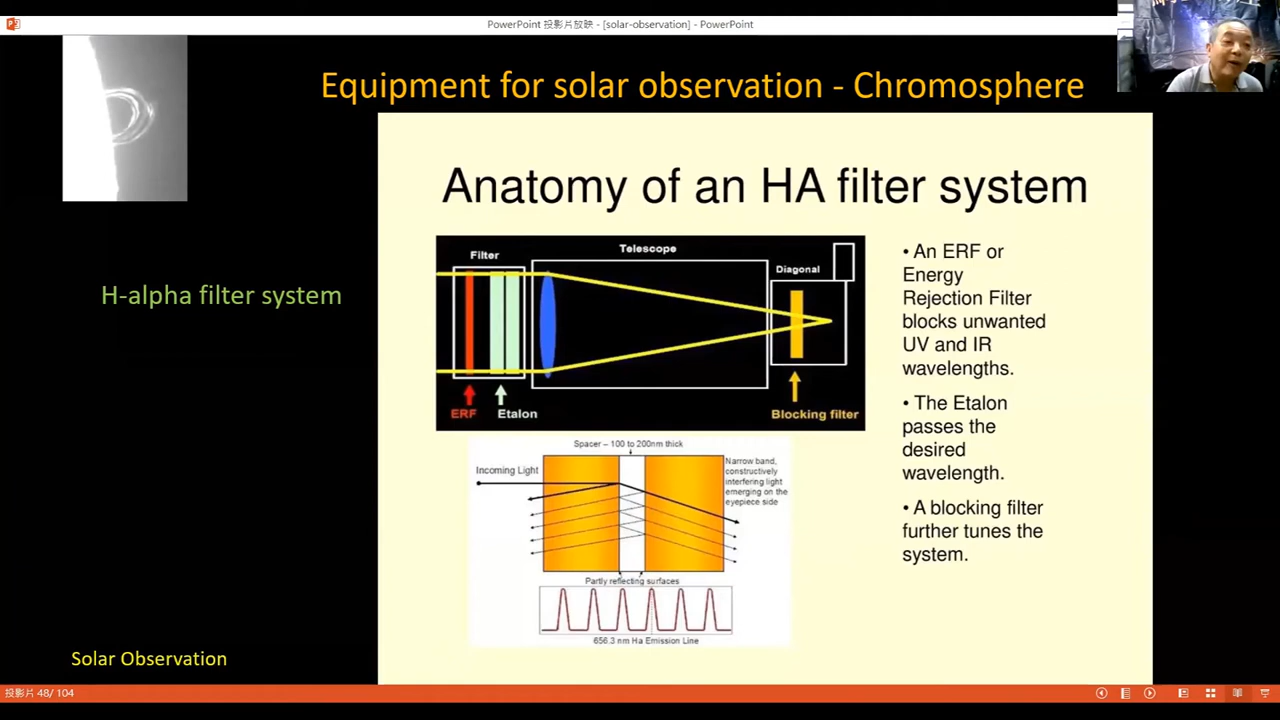 PowerPoint 投影片放映 - [solar-observation] - PowerPoint
Equipment for solar observation - Chromosphere
Anatomy of an HA filter system
Filter
Telescope
Diagonal
ERF
Etalon
Blocking filter
H-alpha filter system
• An ERF or
Energy
Rejection Filter
blocks unwanted
UV and IR
wavelengths.
• The Etalon
passes the
desired
wavelength.
• A blocking filter
further tunes the
system.
Spacer – 100 to 200nm thick
Incoming Light
Narrow band,
constructively
interfering light
emerging on the
eyepiece side
Partly reflecting surfaces
656.3 nm Ha Emission Line
Solar Observation
投影片 48/ 104